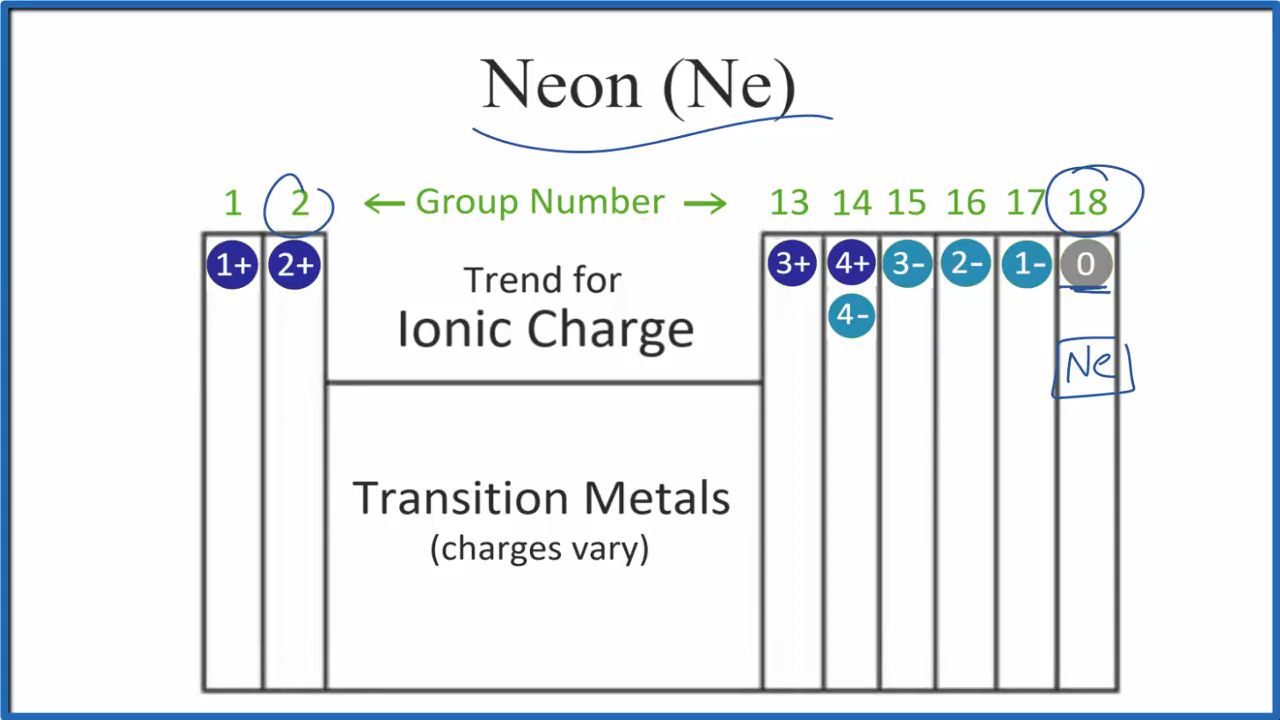 Neon (Ne)
1 2 ← Group Number → 13 14 15 16 17 18
1+ 2+ 3+ 4+ 3- 2- 1- 0
4-
Trend for
Ionic Charge
Ne
Transition Metals
(charges vary)